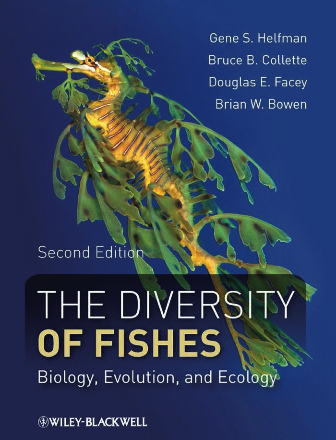 Gene S. Helfman
Bruce B. Collette
Douglas E. Facey
Brian W. Bowen
Second Edition
THE DIVERSITY
OF FISHES
Biology, Evolution, and Ecology
WILEY-BLACKWELL